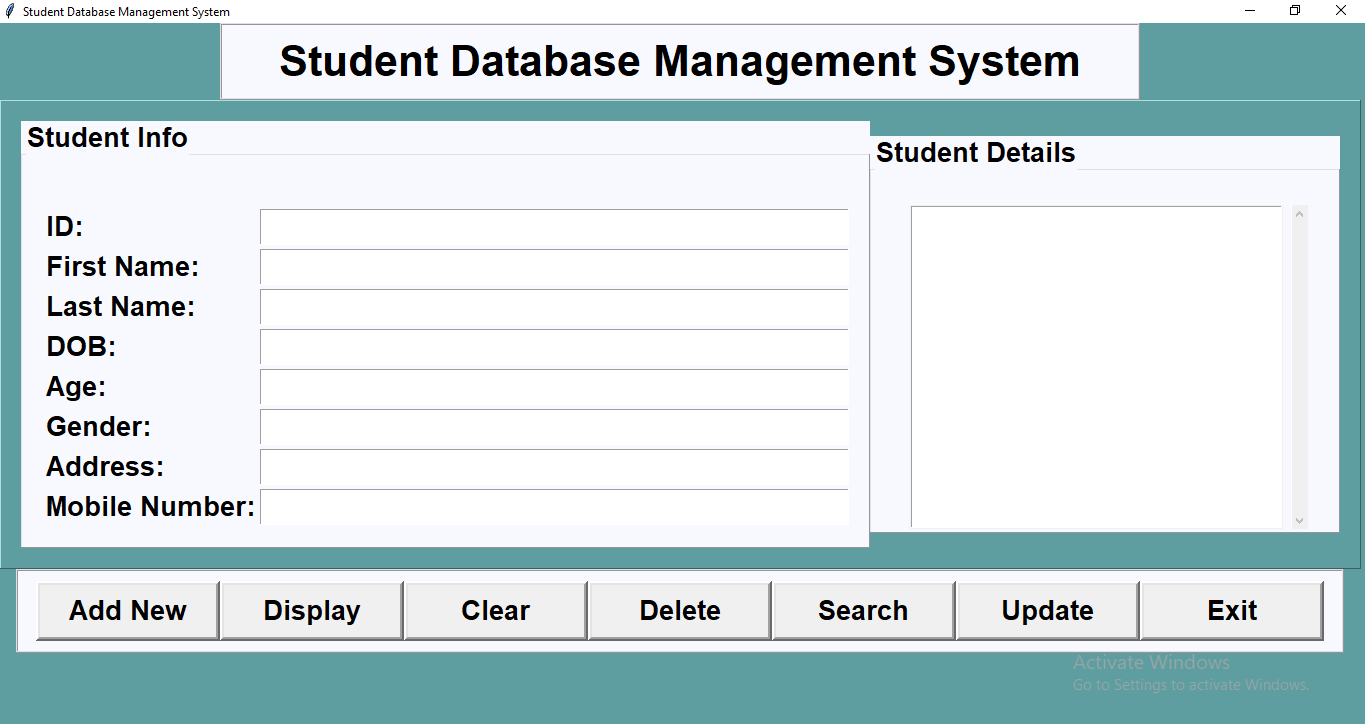 Student Database Management System
Student Database Management System
Student Info
Student Details
ID:
First Name:
Last Name:
DOB:
Age:
Gender:
Address:
Mobile Number:
Add New Display Clear Delete Search Update Exit
Activate Windows
Go to Settings to activate Windows.